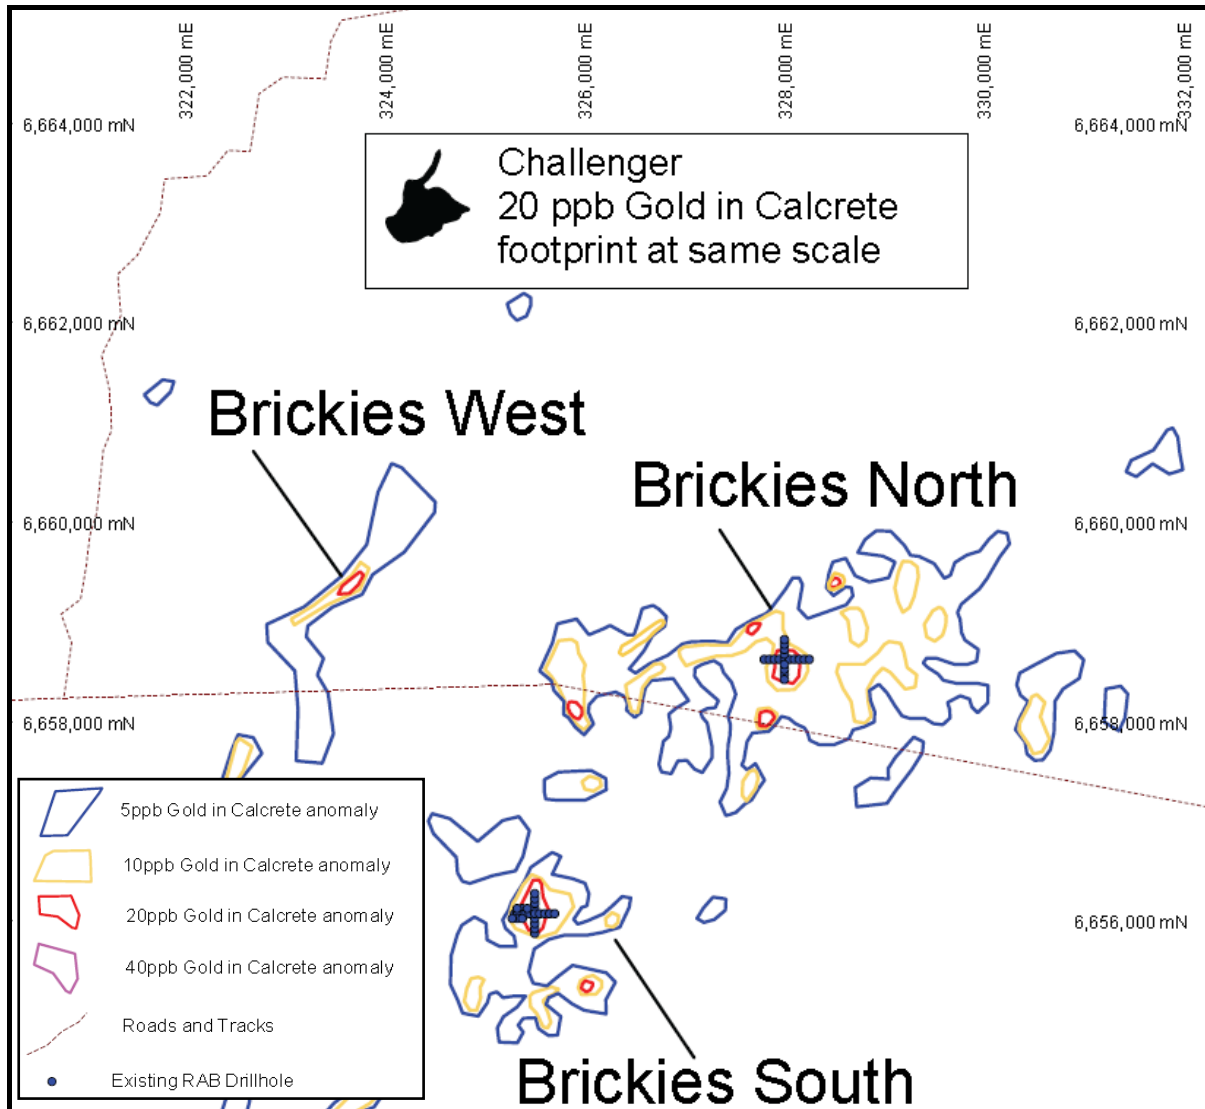 322,000 mE
324,000 mE
326,000 mE
328,000 mE
330,000 mE
332,000 mE
6,664,000 mN
6,664,000 mN
Challenger
20 ppb Gold in Calcrete
footprint at same scale
6,662,000 mN
6,662,000 mN
Brickies West
Brickies North
6,660,000 mN
6,660,000 mN
6,658,000 mN
6,658,000 mN
5ppb Gold in Calcrete anomaly
10ppb Gold in Calcrete anomaly
20ppb Gold in Calcrete anomaly
6,656,000 mN
40ppb Gold in Calcrete anomaly
Roads and Tracks
Existing RAB Drillhole
Brickies South